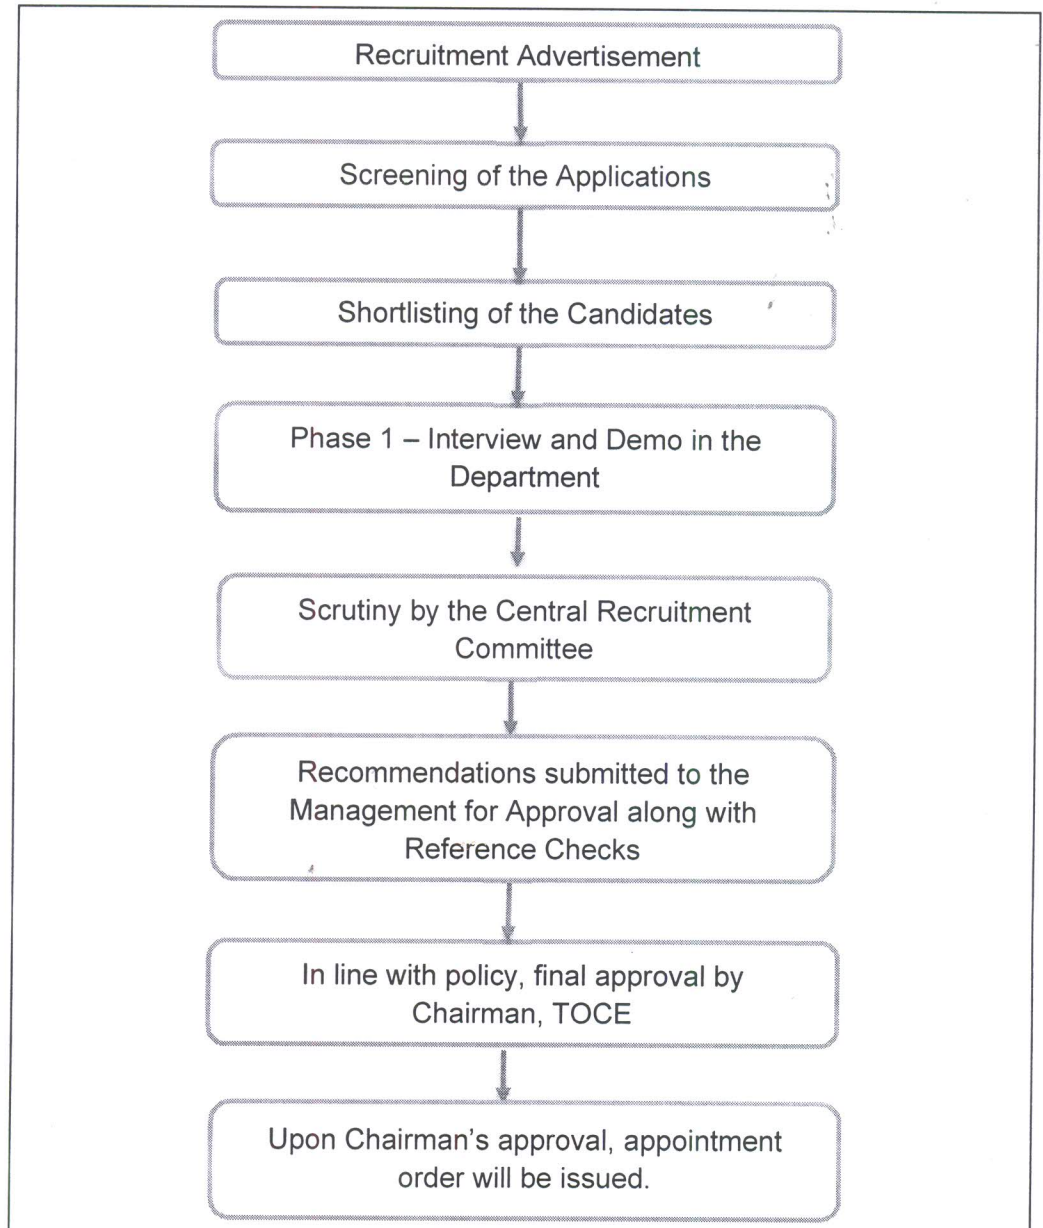 Recruitment Advertisement
Screening of the Applications
Shortlisting of the Candidates
Phase 1 – Interview and Demo in the
Department
Scrutiny by the Central Recruitment
Committee
Recommendations submitted to the
Management for Approval along with
Reference Checks
In line with policy, final approval by
Chairman, TOCE
Upon Chairman’s approval, appointment
order will be issued.